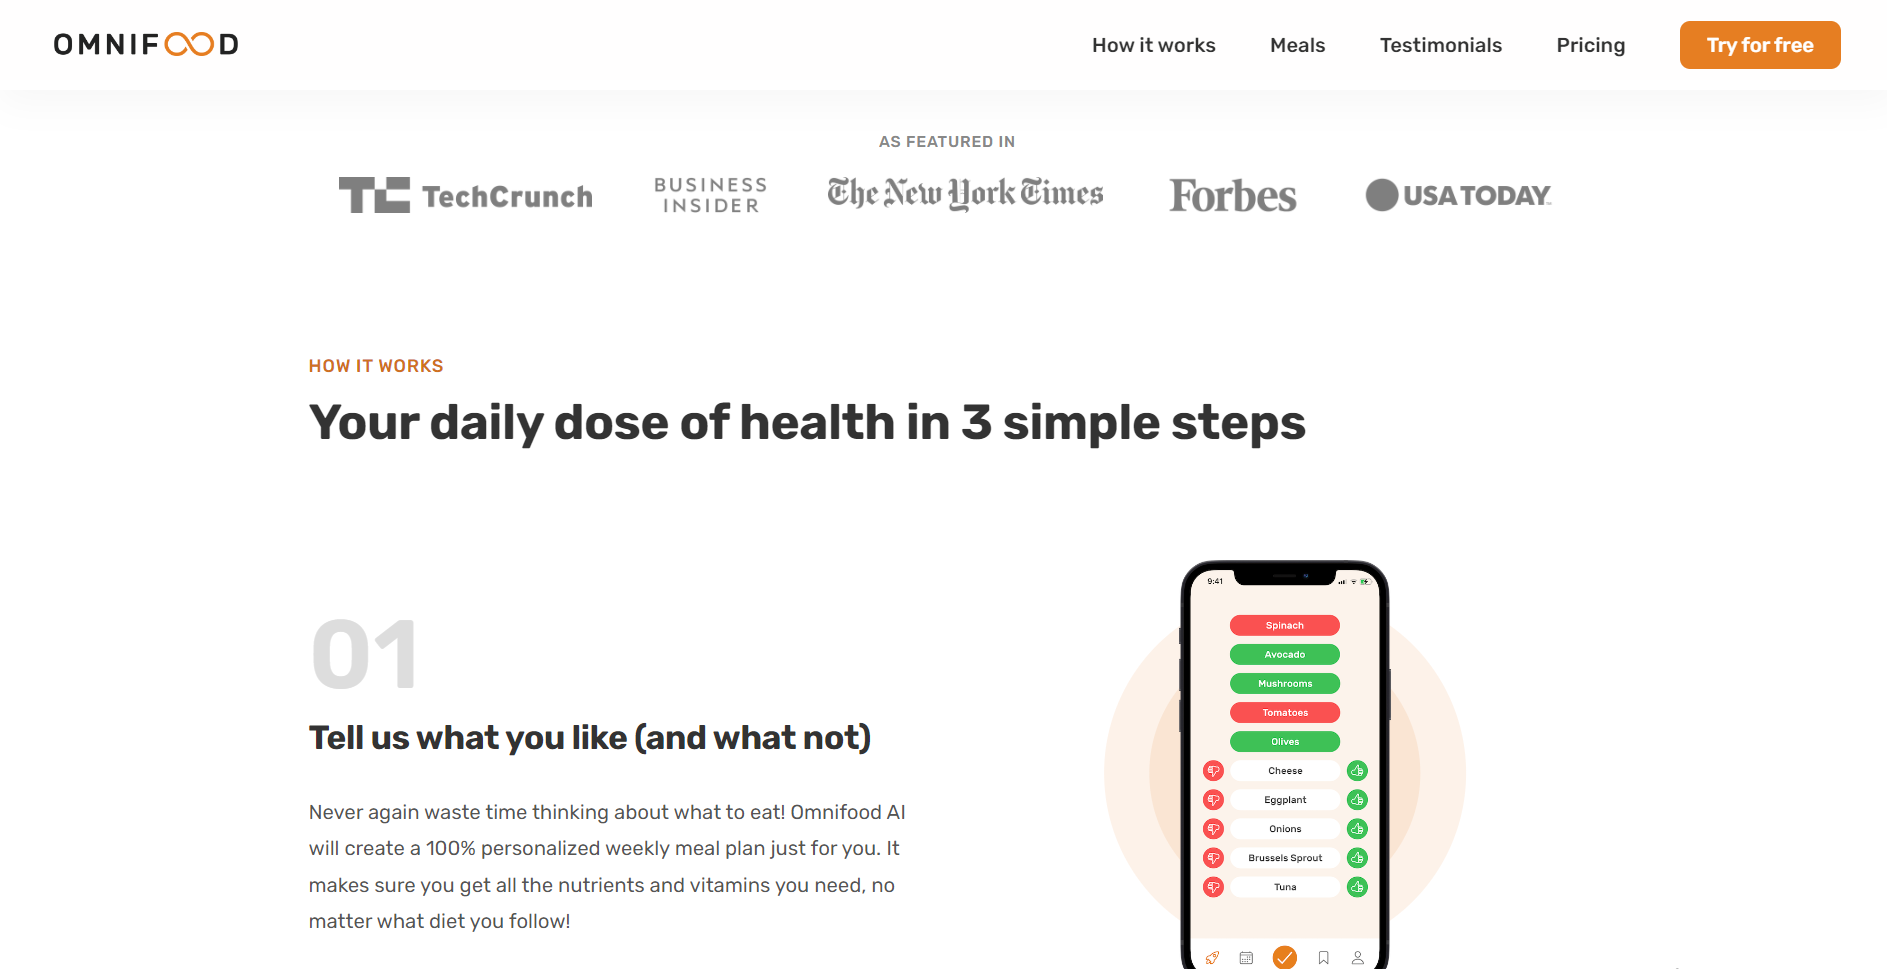 OMNIFOOD
How it works
Meals
Testimonials
Pricing
Try for free
AS FEATURED IN
TechCrunch
BUSINESS
INSIDER
The New York Times
Forbes
USA TODAY
HOW IT WORKS
Your daily dose of health in 3 simple steps
01
Tell us what you like (and what not)
Never again waste time thinking about what to eat! Omnifood AI
will create a 100% personalized weekly meal plan just for you. It
makes sure you get all the nutrients and vitamins you need, no
matter what diet you follow!
9:41
Spinach
Avocado
Mushrooms
Tomatoes
Olives
Cheese
Eggplant
Onions
Brussels Sprout
Tuna